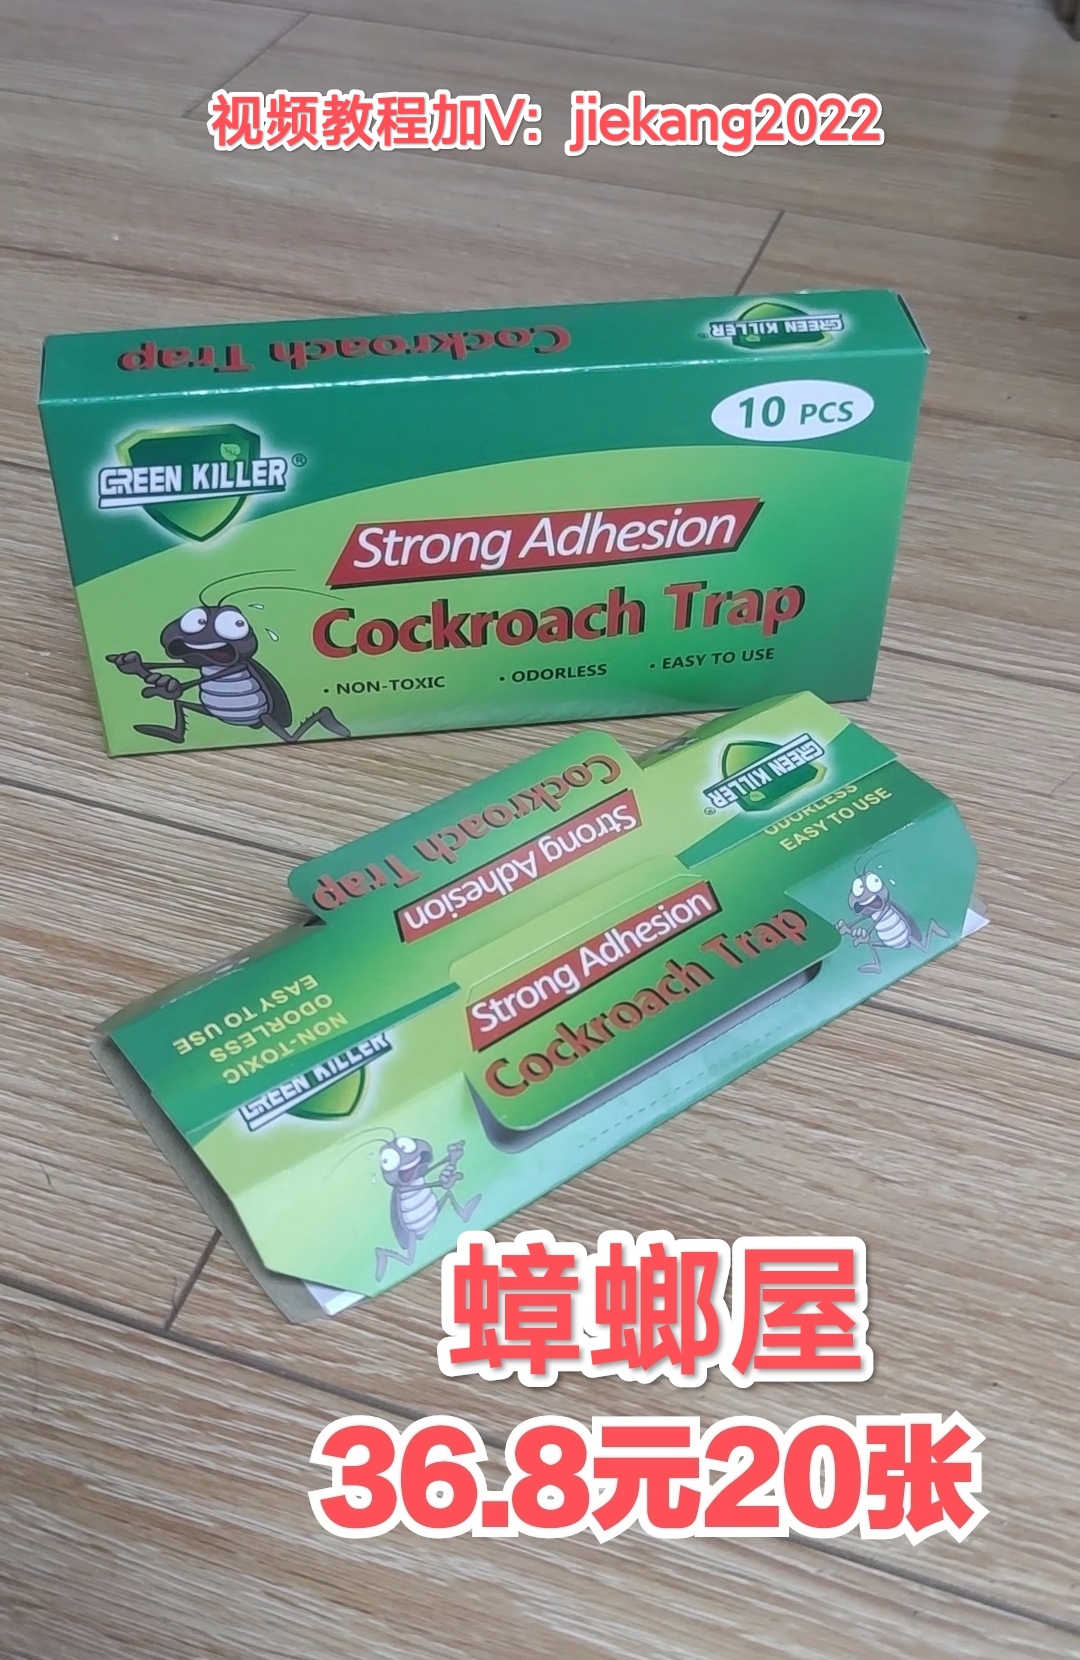 视频教程加V：jiekang2022
Cockroach Trap
GREEN KILLER®
10 PCS
GREEN KILLER®
Strong Adhesion
Cockroach Trap
· NON-TOXIC · ODORLESS · EASY TO USE
Cockroach Trap
Strong Adhesion
GREEN KILLER®
ODORLESS
EASY TO USE
Strong Adhesion
Cockroach Trap
NON-TOXIC
ODORLESS
EASY TO USE
GREEN KILLER
蟑螂屋
36.8元20张